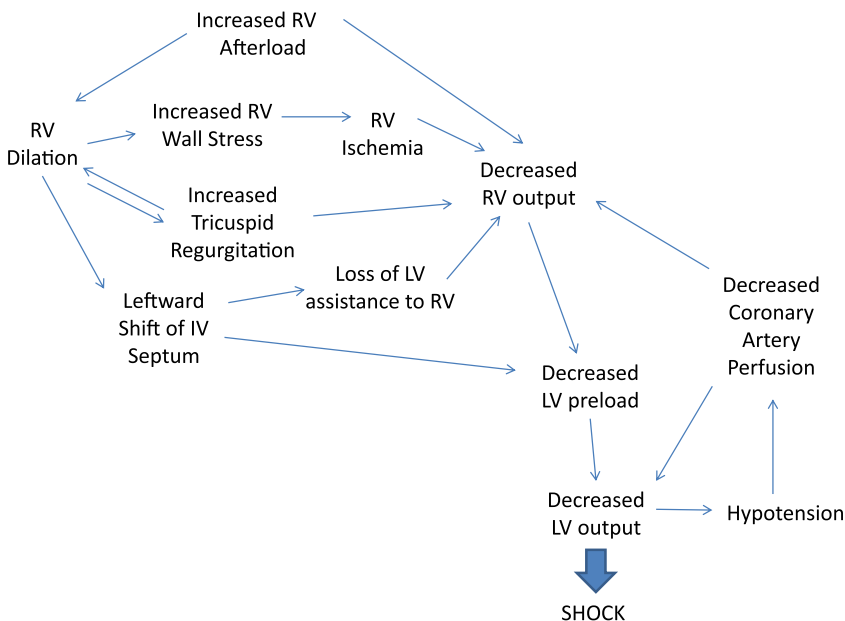 Increased RV
Afterload
Increased RV
Wall Stress
RV
Ischemia
RV
Dilation
Decreased
RV output
Increased
Tricuspid
Regurgitation
Loss of LV
assistance to RV
Leftward
Shift of IV
Septum
Decreased
Coronary
Artery
Perfusion
Decreased
LV preload
Decreased
LV output
Hypotension
SHOCK